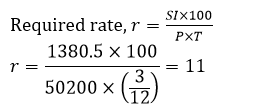 Required rate, r = SI×100 / P×T
r = 1380.5 × 100 / 50200 × (3/12) = 11